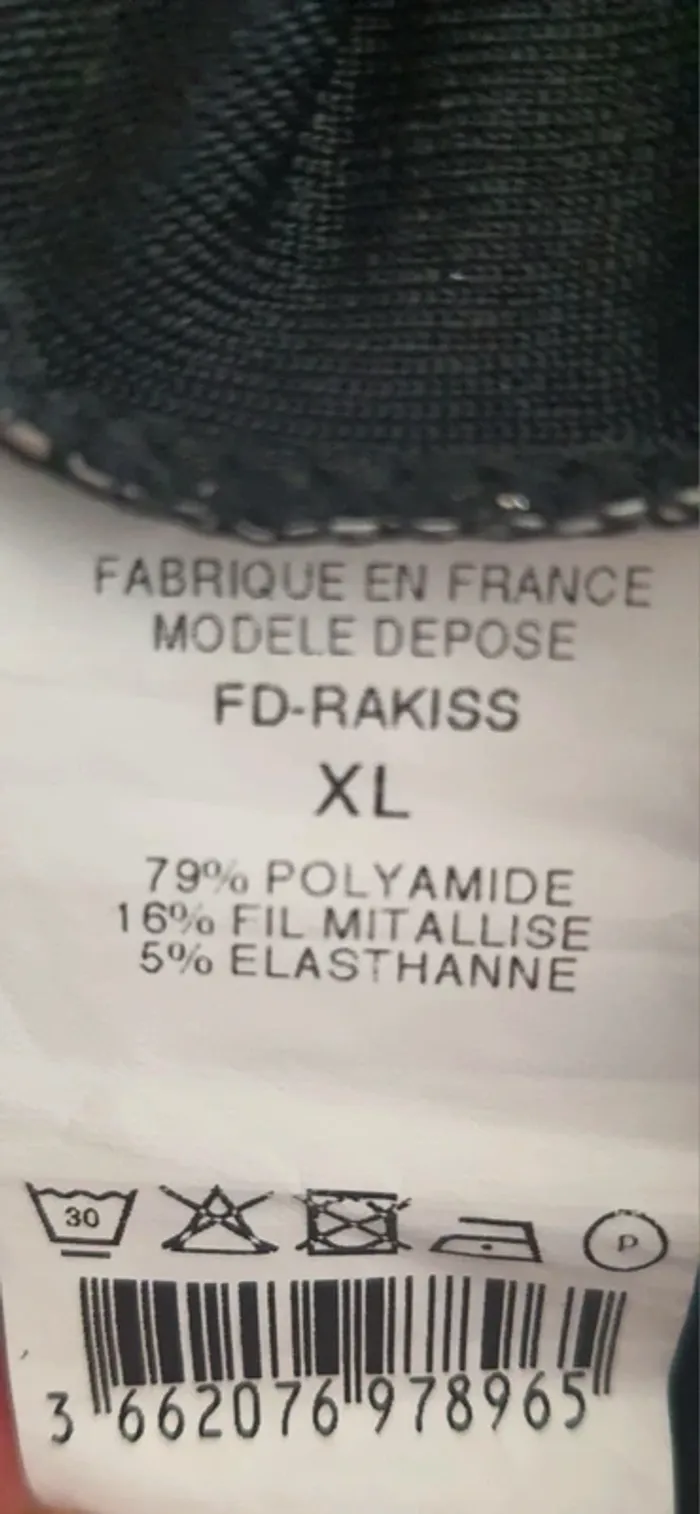 FABRIQUE EN FRANCE
MODELE DEPOSE
FD-RAKISS
XL
79% POLYAMIDE
16% FIL MITALLISE
5% ELASTHANNE
30
P
3 662076 978965